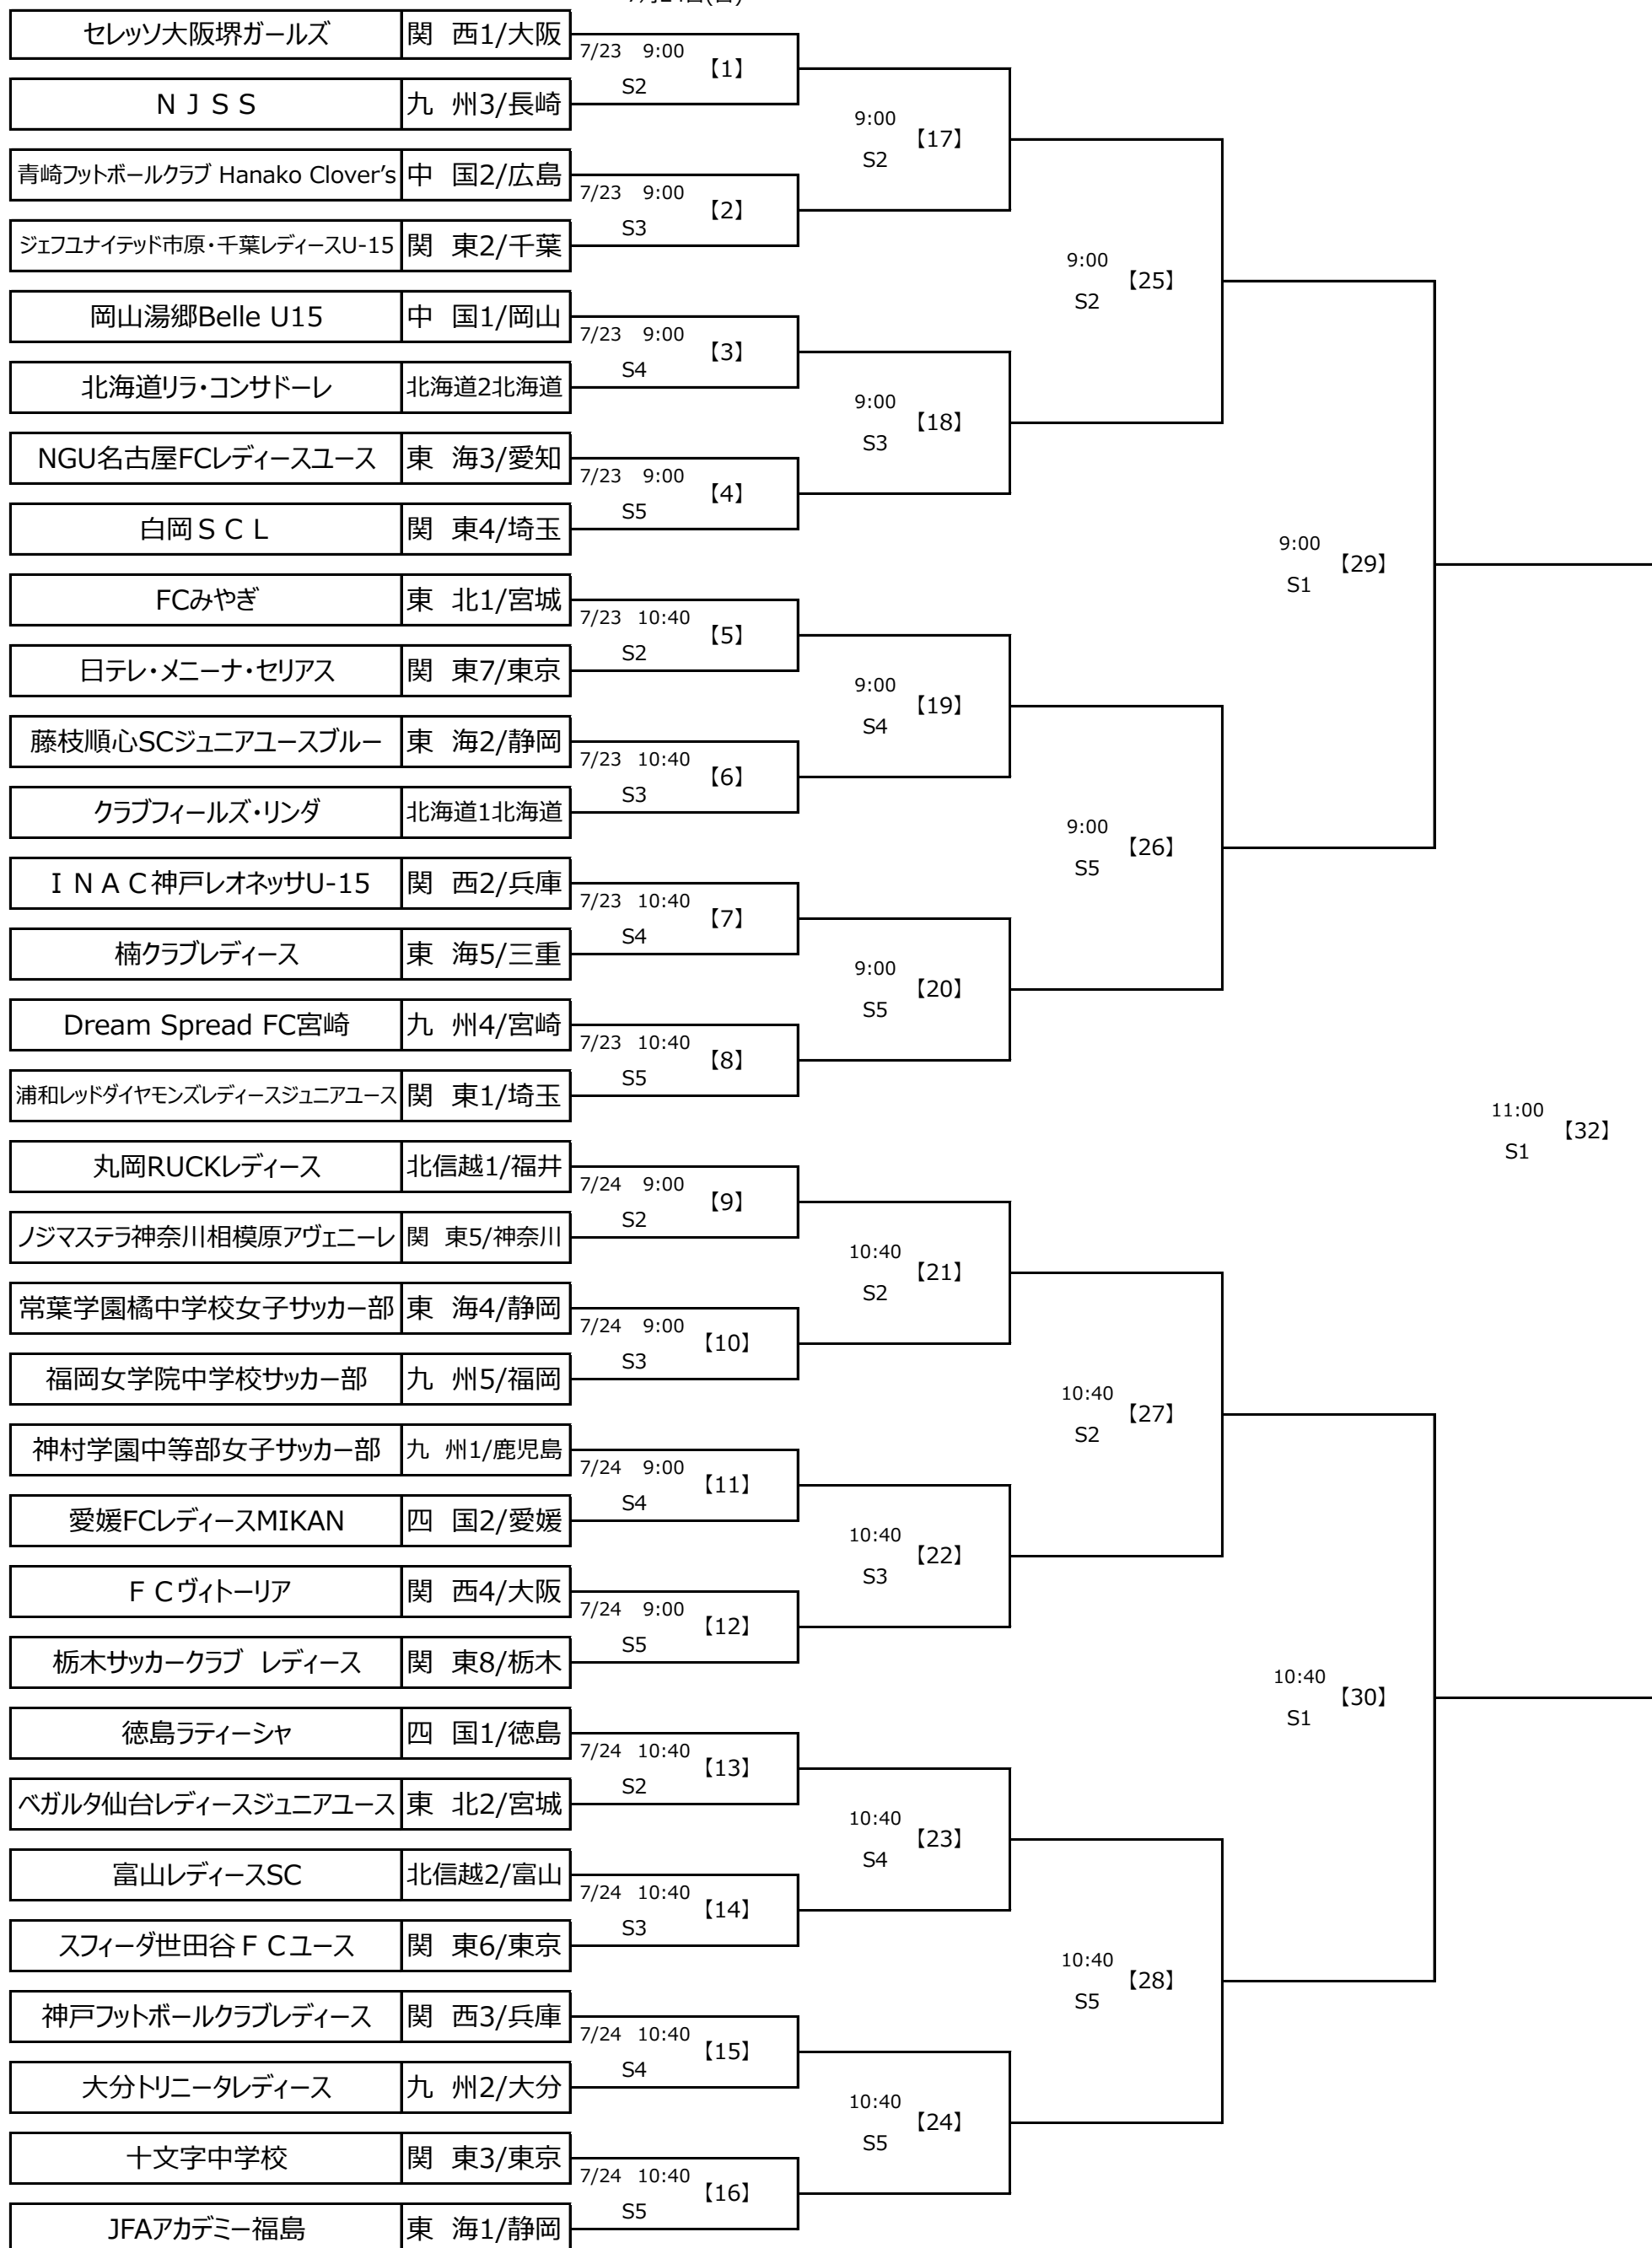 7月24日(日)
セレッソ大阪堺ガールズ 関 西1/大阪
7/23 9:00 【1】
S2
ＮＪＳＳ 九 州3/長崎
9:00 【17】
S2
青崎フットボールクラブ Hanako Clover's 中 国2/広島
7/23 9:00 【2】
S3
ジェフユナイテッド市原・千葉レディースU-15 関 東2/千葉
9:00 【25】
S2
岡山湯郷Belle U15 中 国1/岡山
7/23 9:00 【3】
S4
北海道リラ・コンサドーレ 北海道2北海道
9:00 【18】
S3
NGU名古屋FCレディースユース 東 海3/愛知
7/23 9:00 【4】
S5
白岡ＳＣＬ 関 東4/埼玉
9:00 【29】
S1
FCみやぎ 東 北1/宮城
7/23 10:40 【5】
S2
日テレ・メニーナ・セリアス 関 東7/東京
9:00 【19】
S4
藤枝順心SCジュニアユースブルー 東 海2/静岡
7/23 10:40 【6】
S3
クラブフィールズ・リンダ 北海道1北海道
9:00 【26】
S5
ＩＮＡＣ神戸レオネッサU-15 関 西2/兵庫
7/23 10:40 【7】
S4
楠クラブレディース 東 海5/三重
9:00 【20】
S5
Dream Spread FC宮崎 九 州4/宮崎
7/23 10:40 【8】
S5
浦和レッドダイヤモンズレディースジュニアユース 関 東1/埼玉
11:00 【32】
S1
丸岡RUCKレディース 北信越1/福井
7/24 9:00 【9】
S2
ノジマステラ神奈川相模原アヴェニーレ 関 東5/神奈川
10:40 【21】
S2
常葉学園橘中学校女子サッカー部 東 海4/静岡
7/24 9:00 【10】
S3
福岡女学院中学校サッカー部 九 州5/福岡
10:40 【27】
S2
神村学園中等部女子サッカー部 九 州1/鹿児島
7/24 9:00 【11】
S4
愛媛FCレディースMIKAN 四 国2/愛媛
10:40 【22】
S3
ＦＣヴィトーリア 関 西4/大阪
7/24 9:00 【12】
S5
栃木サッカークラブ レディース 関 東8/栃木
10:40 【30】
S1
徳島ラティーシャ 四 国1/徳島
7/24 10:40 【13】
S2
ベガルタ仙台レディースジュニアユース 東 北2/宮城
10:40 【23】
S4
富山レディースSC 北信越2/富山
7/24 10:40 【14】
S3
スフィーダ世田谷ＦＣユース 関 東6/東京
10:40 【28】
S5
神戸フットボールクラブレディース 関 西3/兵庫
7/24 10:40 【15】
S4
大分トリニータレディース 九 州2/大分
10:40 【24】
S5
十文字中学校 関 東3/東京
7/24 10:40 【16】
S5
JFAアカデミー福島 東 海1/静岡